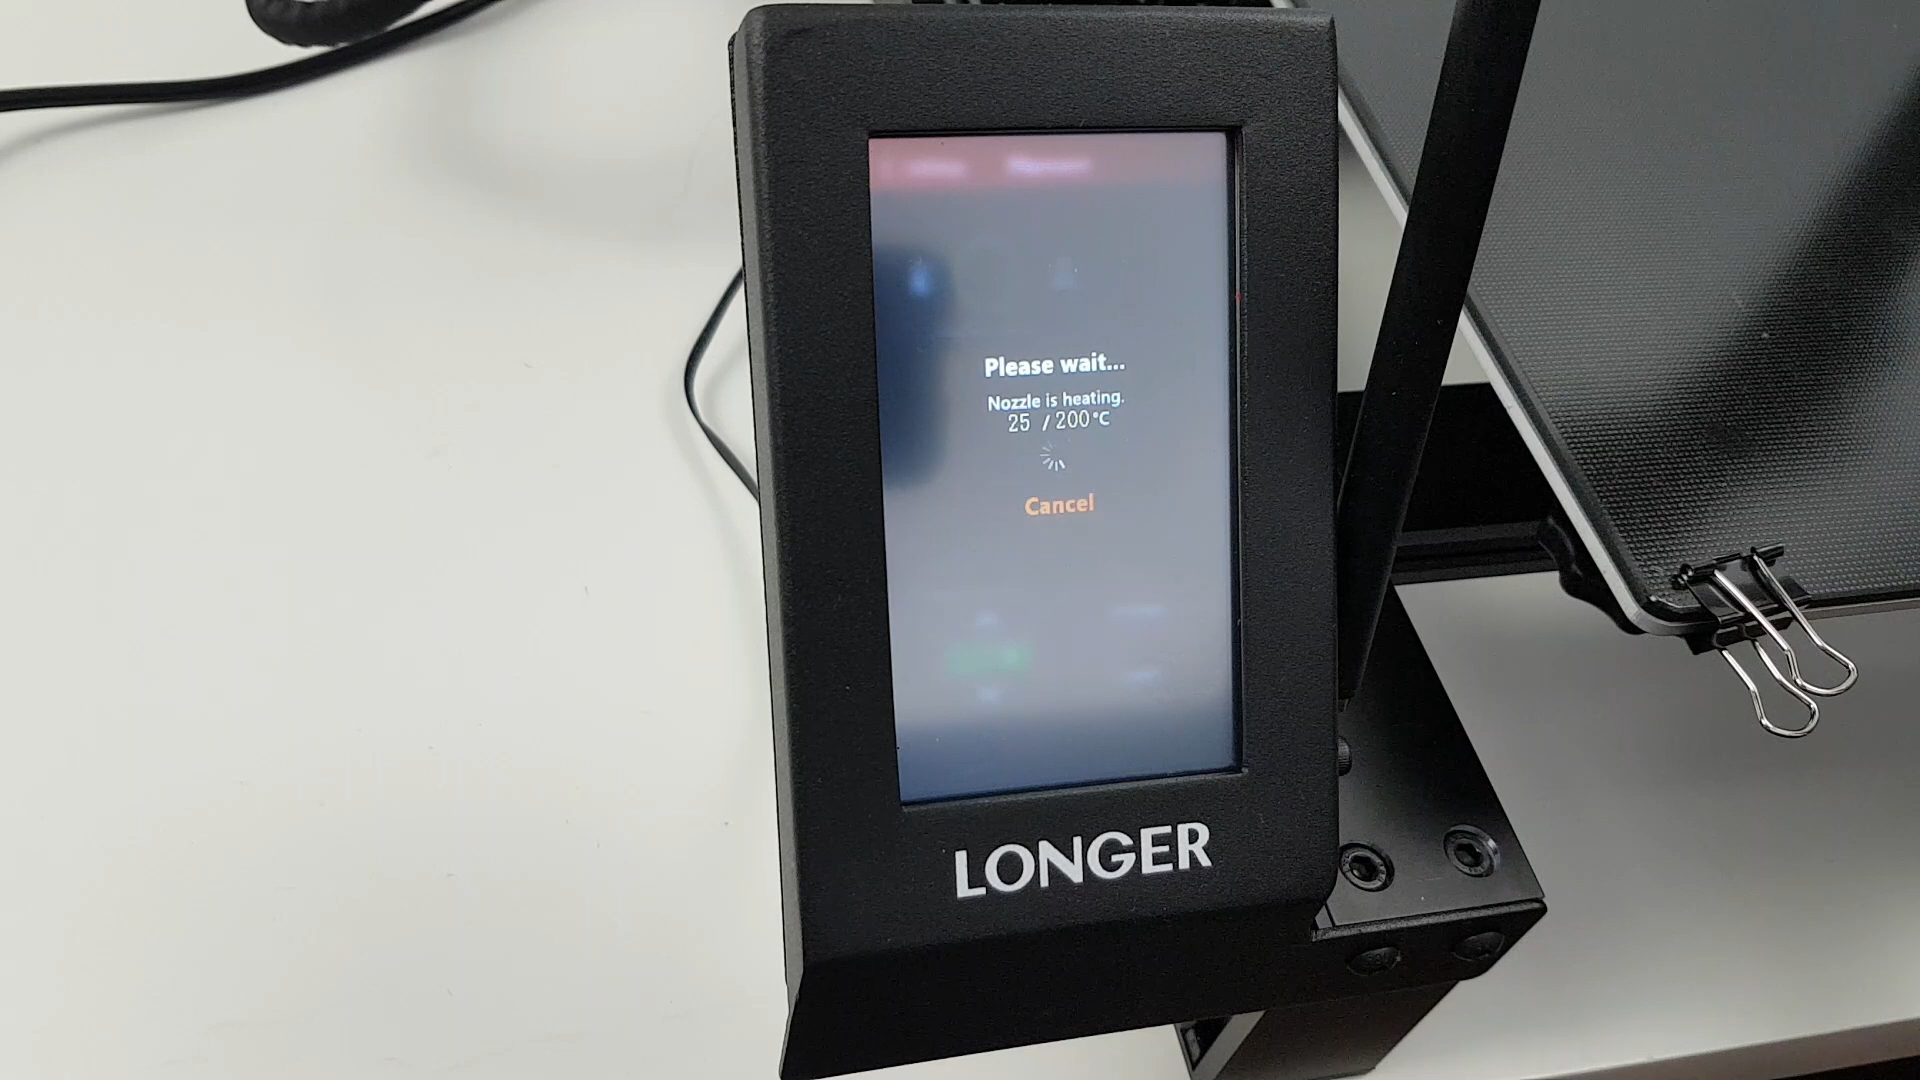 Please wait...
Nozzle is heating.
25 / 200°C
Cancel
LONGER